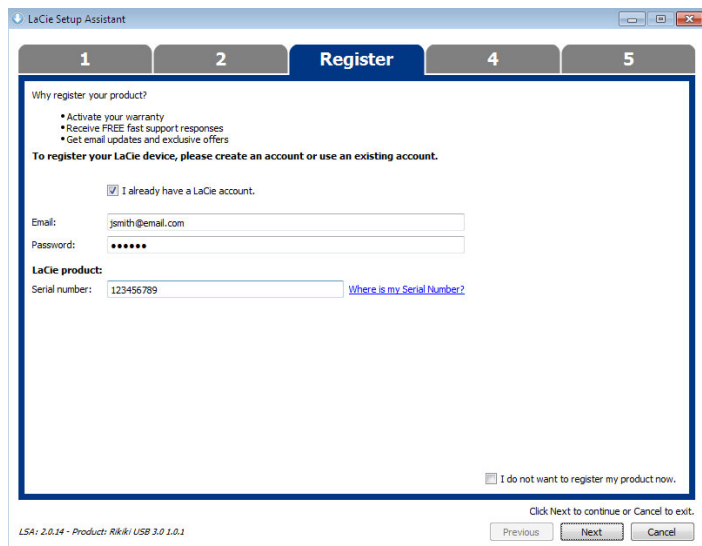 LaCie Setup Assistant
1 2 Register 4 5
Why register your product?
• Activate your warranty
• Receive FREE fast support responses
• Get email updates and exclusive offers
To register your LaCie device, please create an account or use an existing account.
I already have a LaCie account.
Email: jsmith@email.com
Password: ••••••
LaCie product:
Serial number: 123456789 Where is my Serial Number?
I do not want to register my product now.
Click Next to continue or Cancel to exit.
LSA: 2.0.14 - Product: Rikiki USB 3.0 1.0.1 Previous Next Cancel